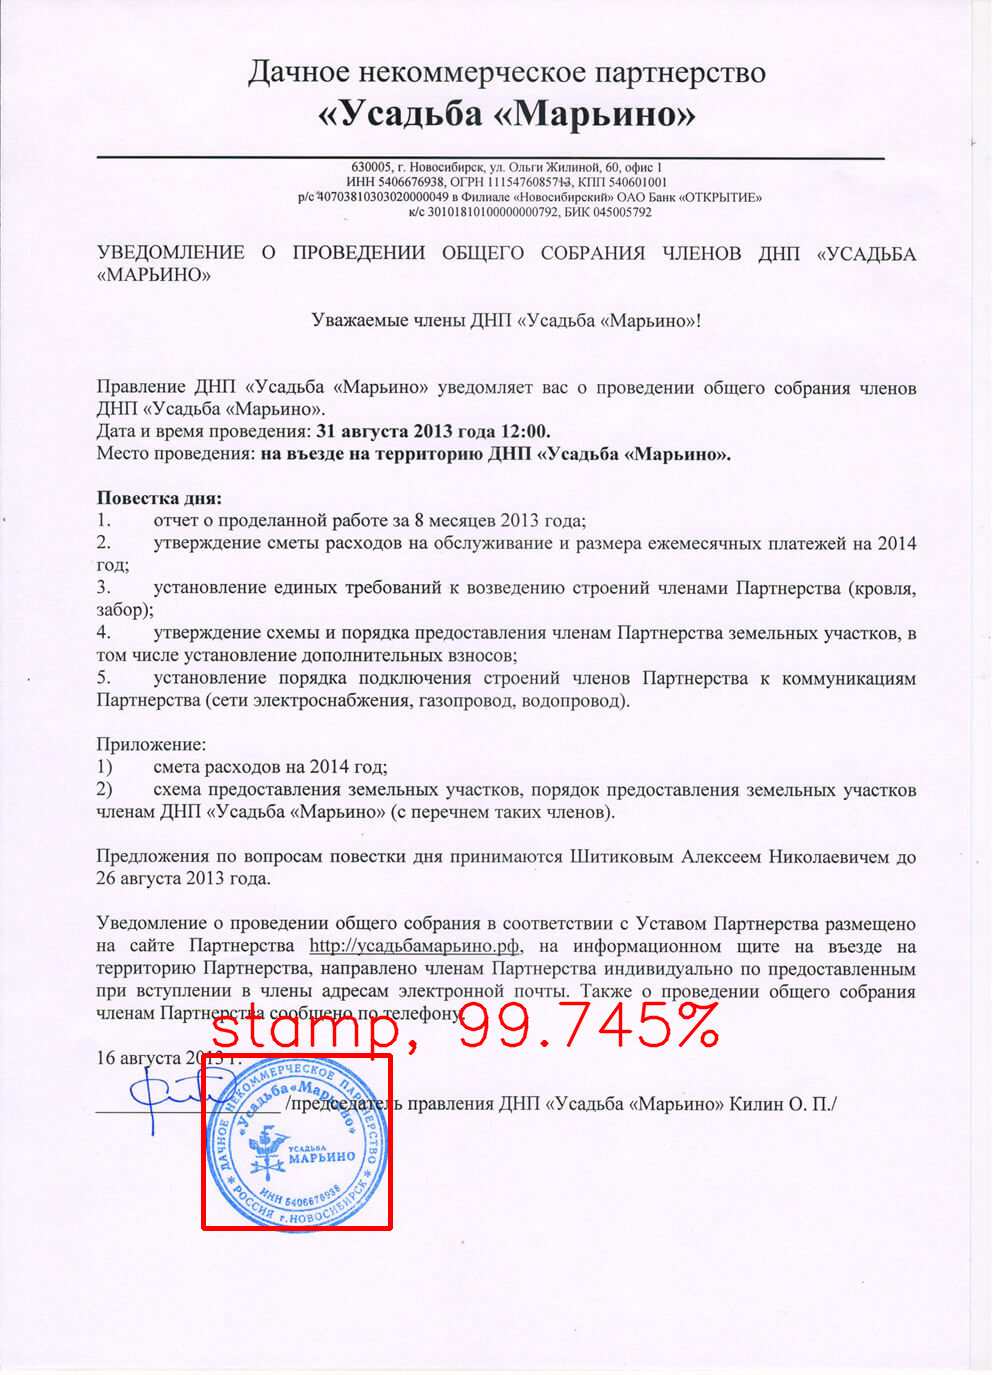 Дачное некоммерческое партнерство
«Усадьба «Марьино»
630005, г. Новосибирск, ул. Ольги Жилиной, 60, офис 1
ИНН 5406676938, ОГРН 1115476085713, КПП 540601001
р/с 40703810303020000049 в Филиале «Новосибирский» ОАО Банк «ОТКРЫТИЕ»
к/с 30101810100000000792, БИК 045005792
УВЕДОМЛЕНИЕ О ПРОВЕДЕНИИ ОБЩЕГО СОБРАНИЯ ЧЛЕНОВ ДНП «УСАДЬБА
«МАРЬИНО»
Уважаемые члены ДНП «Усадьба «Марьино»!
Правление ДНП «Усадьба «Марьино» уведомляет вас о проведении общего собрания членов
ДНП «Усадьба «Марьино».
Дата и время проведения: 31 августа 2013 года 12:00.
Место проведения: на въезде на территорию ДНП «Усадьба «Марьино».
Повестка дня:
1. отчет о проделанной работе за 8 месяцев 2013 года;
2. утверждение сметы расходов на обслуживание и размера ежемесячных платежей на 2014
год;
3. установление единых требований к возведению строений членами Партнерства (кровля,
забор);
4. утверждение схемы и порядка предоставления членам Партнерства земельных участков, в
том числе установление дополнительных взносов;
5. установление порядка подключения строений членов Партнерства к коммуникациям
Партнерства (сети электроснабжения, газопровод, водопровод).
Приложение:
1) смета расходов на 2014 год;
2) схема предоставления земельных участков, порядок предоставления земельных участков
членам ДНП «Усадьба «Марьино» (с перечнем таких членов).
Предложения по вопросам повестки дня принимаются Шитиковым Алексеем Николаевичем до
26 августа 2013 года.
Уведомление о проведении общего собрания в соответствии с Уставом Партнерства размещено
на сайте Партнерства http://усадьбамарьино.рф, на информационном щите на въезде на
территорию Партнерства, направлено членам Партнерства индивидуально по предоставленным
при вступлении в члены адресам электронной почты. Также о проведении общего собрания
членам Партнерства сообщено по телефону.
stamp, 99.745%
16 августа 2013 г.
/председатель правления ДНП «Усадьба «Марьино» Килин О. П./
ДАЧНОЕ НЕКОММЕРЧЕСКОЕ ПАРТНЕРСТВО
«Усадьба «Марьино»
УСАДЬБА
МАРЬИНО
ИНН 5406676938
* РОССИЯ г.НОВОСИБИРСК *